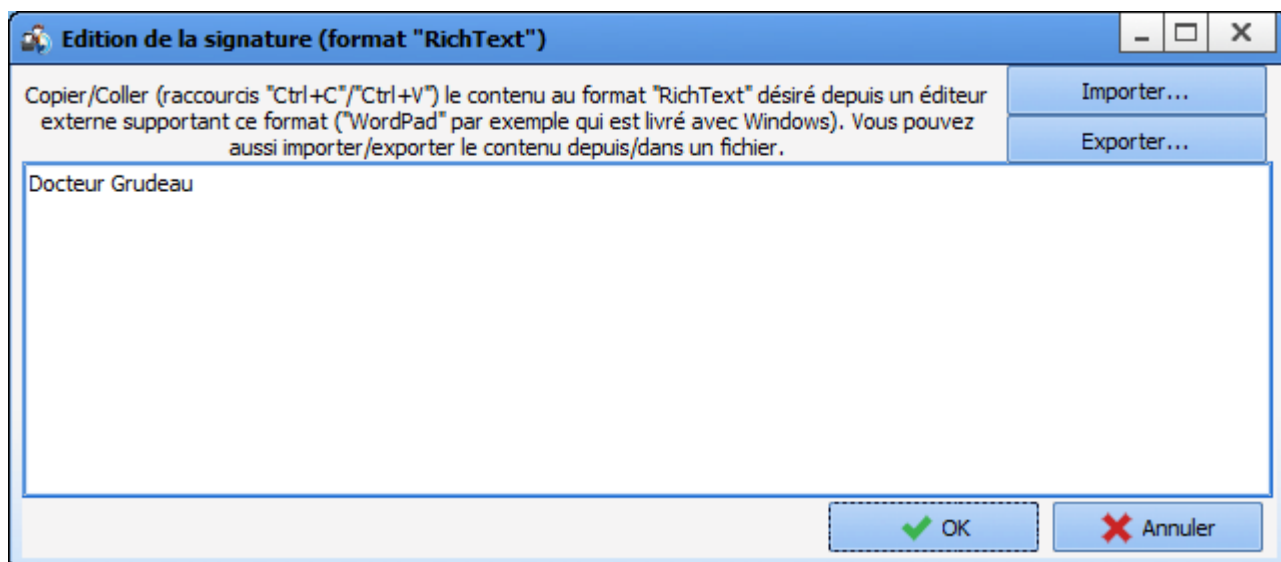 Edition de la signature (format "RichText")
Copier/Coller (raccourcis "Ctrl+C"/"Ctrl+V") le contenu au format "RichText" désiré depuis un éditeur
externe supportant ce format ("WordPad" par exemple qui est livré avec Windows). Vous pouvez
aussi importer/exporter le contenu depuis/dans un fichier.
Importer...
Exporter...
Docteur Grudeau
OK
Annuler